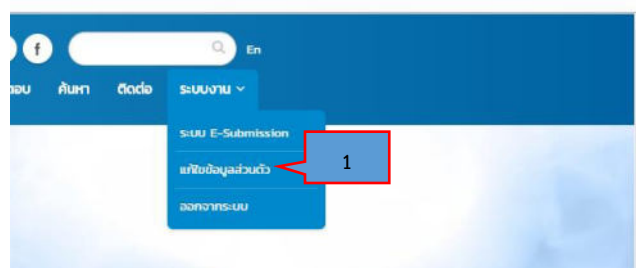 f
En
ค้นหา ติดต่อ ระบบงาน
ระบบ E-Submission
แก้ไขข้อมูลส่วนตัว
1
ออกจากระบบ